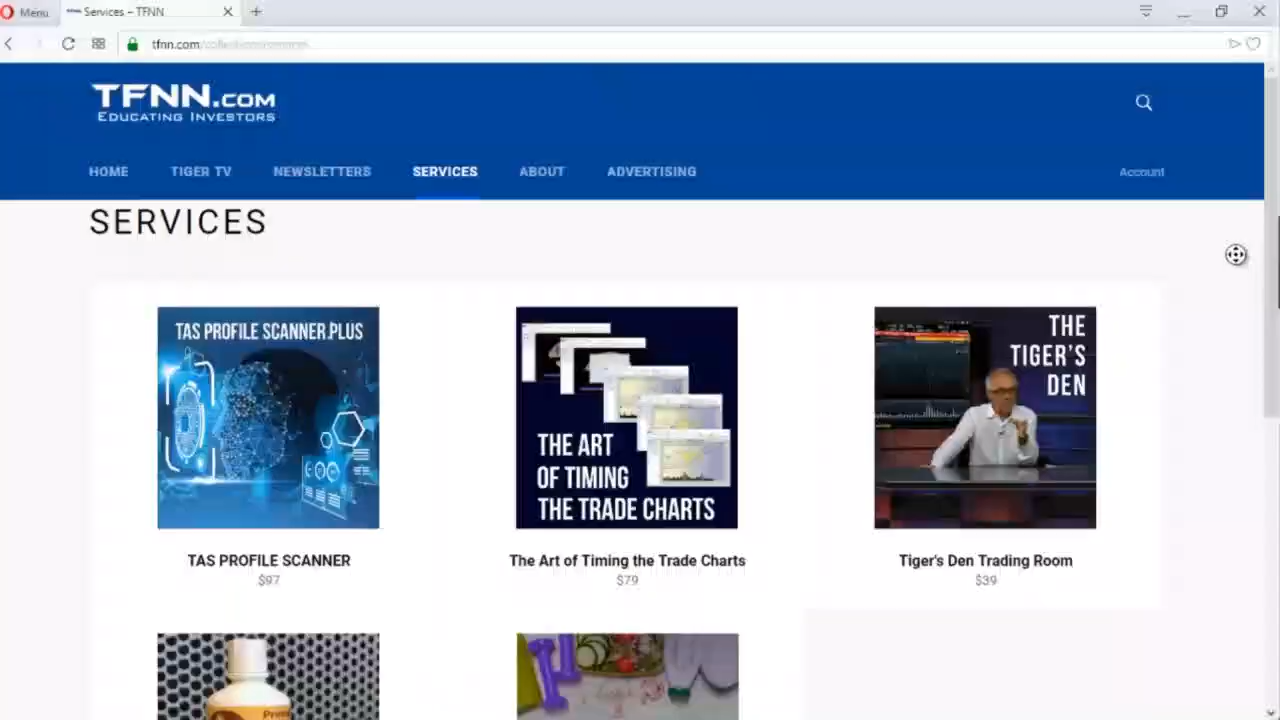 Menu
Services – TFNN
tfnn.com/collections/services
TFNN.COM
EDUCATING INVESTORS
HOME TIGER TV NEWSLETTERS SERVICES ABOUT ADVERTISING Account
SERVICES
TAS PROFILE SCANNER.PLUS
THE ART
OF TIMING
THE TRADE CHARTS
THE
TIGER'S
DEN
TAS PROFILE SCANNER
$97
The Art of Timing the Trade Charts
$79
Tiger's Den Trading Room
$39